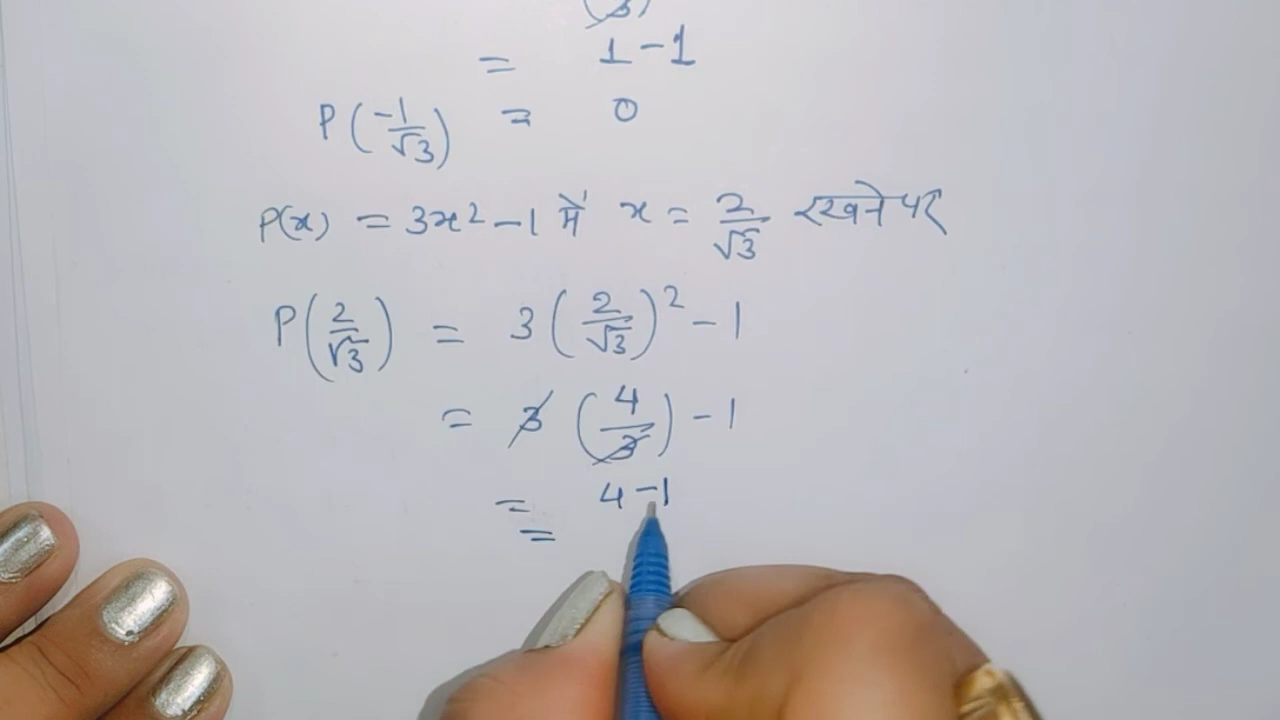 = 1 - 1
P(-1/√3) = 0
P(x) = 3x² - 1 में x = 2/√3 रखने पर
P(2/√3) = 3(2/√3)² - 1
= 3(4/3) - 1
= 4 - 1
=